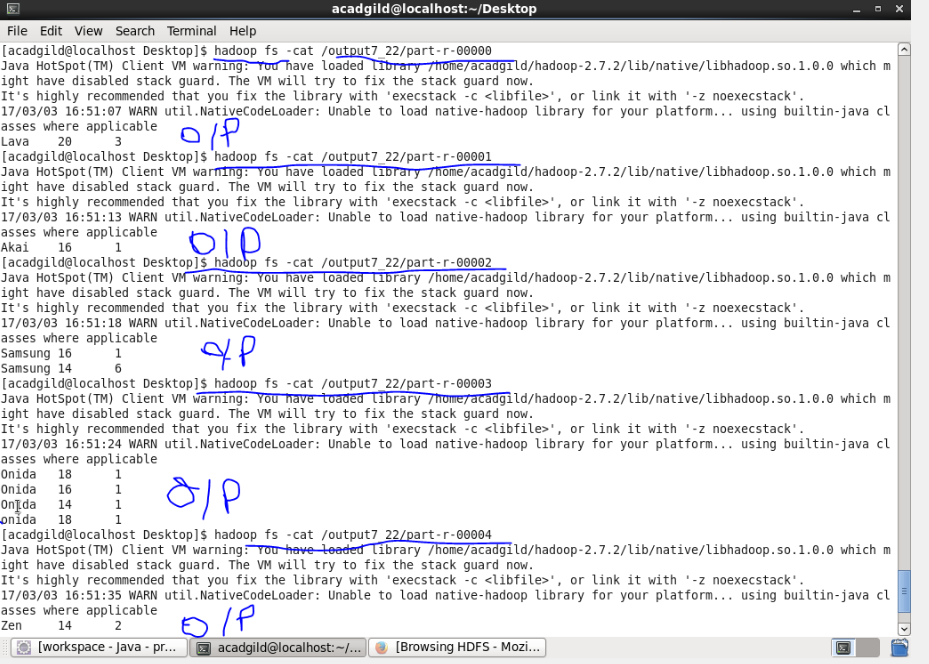 acadgild@localhost:~/Desktop
File Edit View Search Terminal Help
[acadgild@localhost Desktop]$ hadoop fs -cat /output7_22/part-r-00000
Java HotSpot(TM) Client VM warning: You have loaded library /home/acadgild/hadoop-2.7.2/lib/native/libhadoop.so.1.0.0 which m
ight have disabled stack guard. The VM will try to fix the stack guard now.
It's highly recommended that you fix the library with 'execstack -c <libfile>', or link it with '-z noexecstack'.
17/03/03 16:51:07 WARN util.NativeCodeLoader: Unable to load native-hadoop library for your platform... using builtin-java cl
asses where applicable
O/P
Lava 20 3
[acadgild@localhost Desktop]$ hadoop fs -cat /output7_22/part-r-00001
Java HotSpot(TM) Client VM warning: You have loaded library /home/acadgild/hadoop-2.7.2/lib/native/libhadoop.so.1.0.0 which m
ight have disabled stack guard. The VM will try to fix the stack guard now.
It's highly recommended that you fix the library with 'execstack -c <libfile>', or link it with '-z noexecstack'.
17/03/03 16:51:13 WARN util.NativeCodeLoader: Unable to load native-hadoop library for your platform... using builtin-java cl
asses where applicable
Akai 16 1
O/P
[acadgild@localhost Desktop]$ hadoop fs -cat /output7_22/part-r-00002
Java HotSpot(TM) Client VM warning: You have loaded library /home/acadgild/hadoop-2.7.2/lib/native/libhadoop.so.1.0.0 which m
ight have disabled stack guard. The VM will try to fix the stack guard now.
It's highly recommended that you fix the library with 'execstack -c <libfile>', or link it with '-z noexecstack'.
17/03/03 16:51:18 WARN util.NativeCodeLoader: Unable to load native-hadoop library for your platform... using builtin-java cl
asses where applicable
Samsung 16 1
O/P
Samsung 14 6
[acadgild@localhost Desktop]$ hadoop fs -cat /output7_22/part-r-00003
Java HotSpot(TM) Client VM warning: You have loaded library /home/acadgild/hadoop-2.7.2/lib/native/libhadoop.so.1.0.0 which m
ight have disabled stack guard. The VM will try to fix the stack guard now.
It's highly recommended that you fix the library with 'execstack -c <libfile>', or link it with '-z noexecstack'.
17/03/03 16:51:24 WARN util.NativeCodeLoader: Unable to load native-hadoop library for your platform... using builtin-java cl
asses where applicable
Onida 18 1
Onida 16 1
O/P
Onida 14 1
onida 18 1
[acadgild@localhost Desktop]$ hadoop fs -cat /output7_22/part-r-00004
Java HotSpot(TM) Client VM warning: You have loaded library /home/acadgild/hadoop-2.7.2/lib/native/libhadoop.so.1.0.0 which m
ight have disabled stack guard. The VM will try to fix the stack guard now.
It's highly recommended that you fix the library with 'execstack -c <libfile>', or link it with '-z noexecstack'.
17/03/03 16:51:35 WARN util.NativeCodeLoader: Unable to load native-hadoop library for your platform... using builtin-java cl
asses where applicable
Zen 14 2
O/P
[workspace - Java - pr... acadgild@localhost:~/... [Browsing HDFS - Mozi...